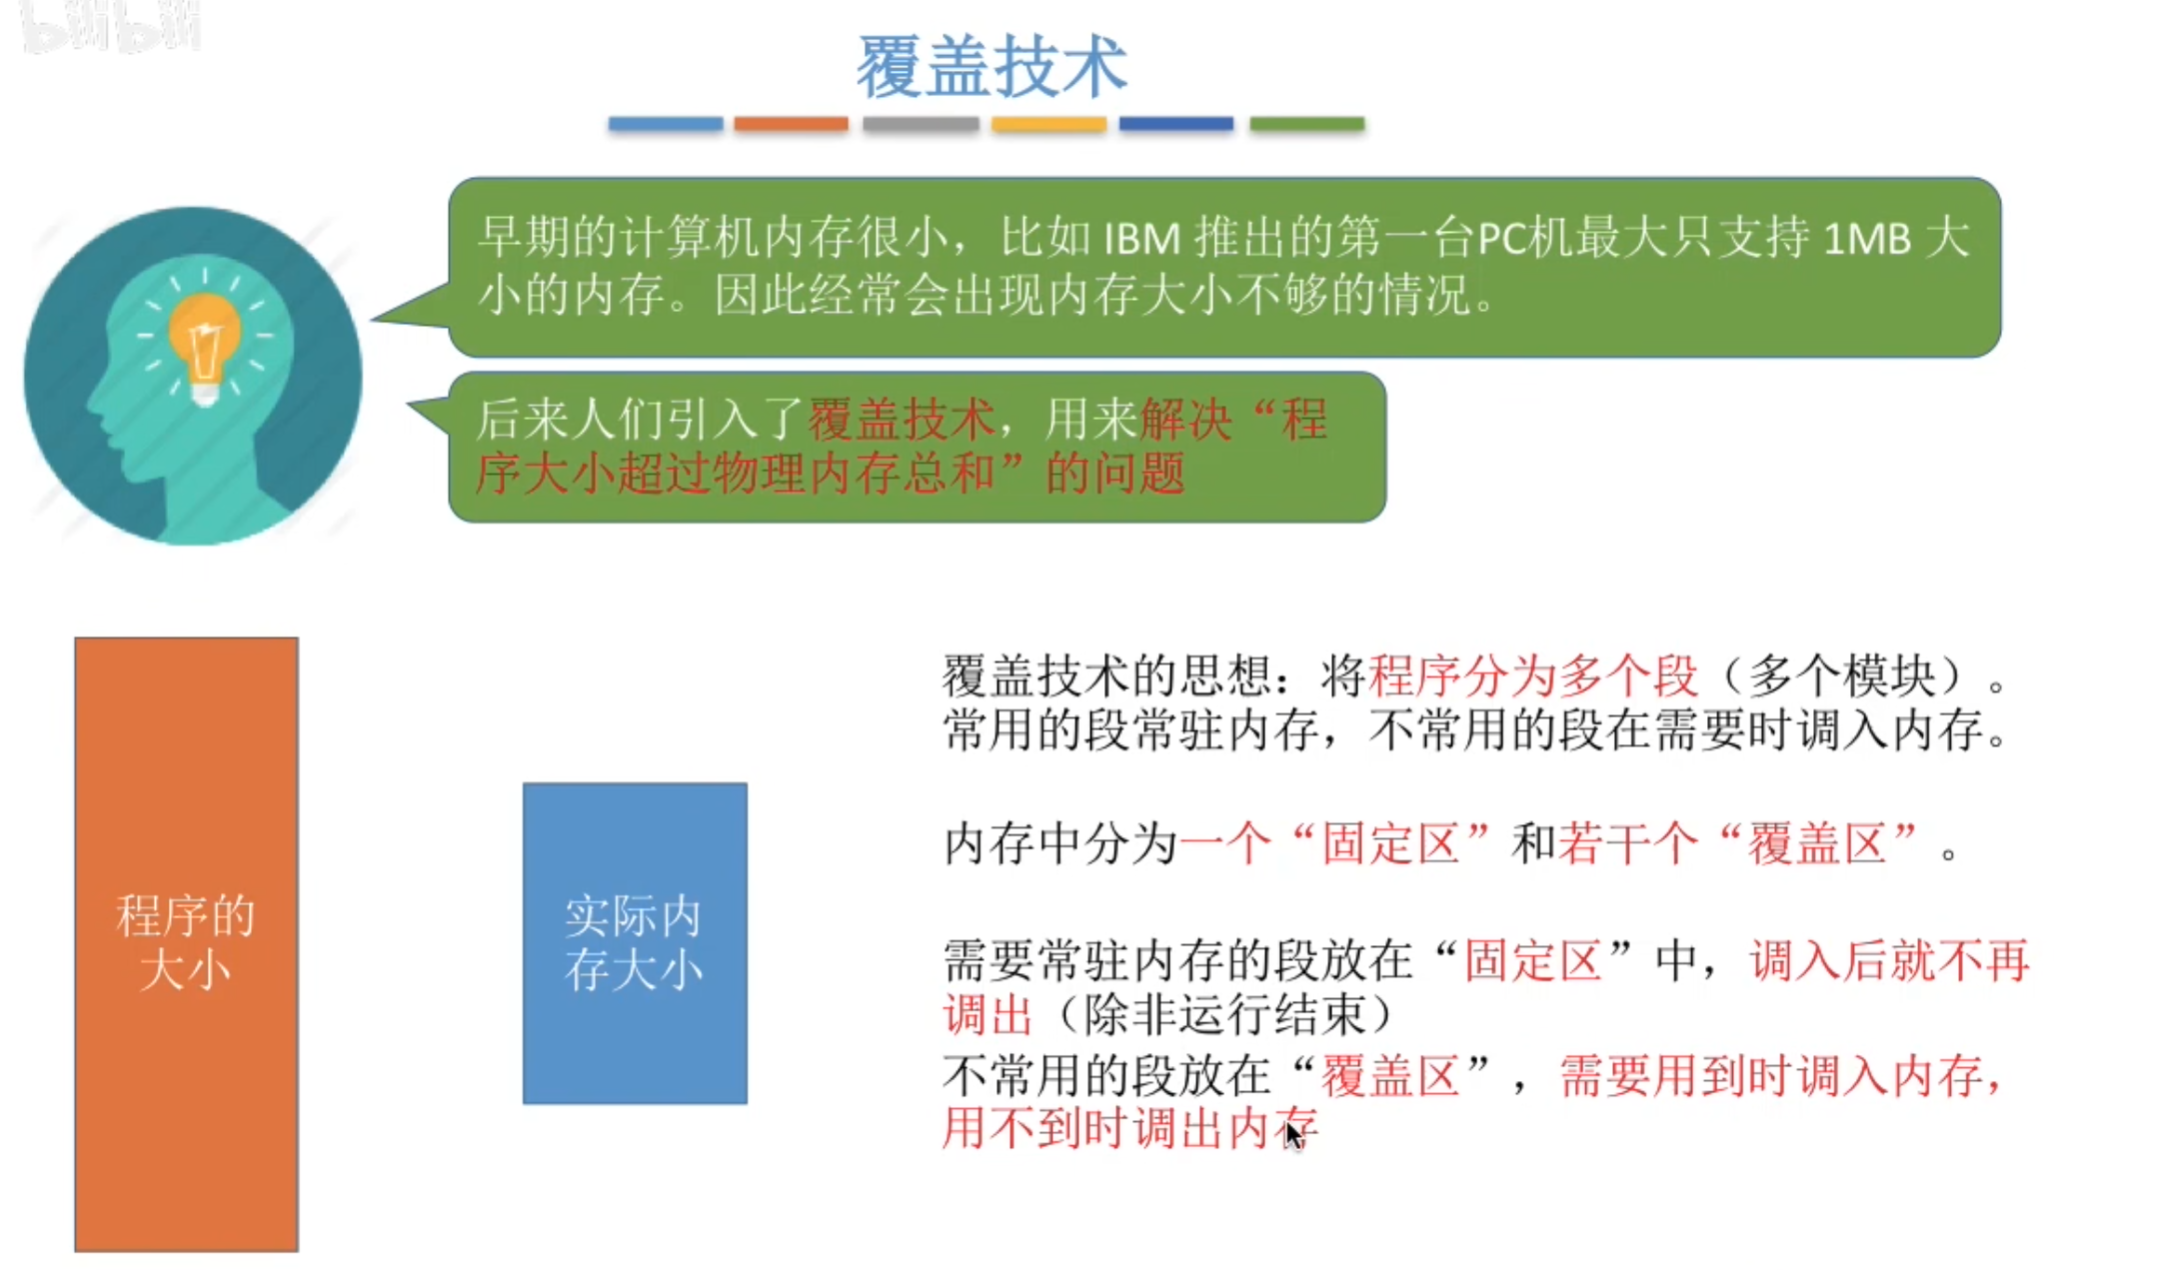 bilibili
覆盖技术
早期的计算机内存很小，比如 IBM 推出的第一台PC机最大只支持 1MB 大
小的内存。因此经常会出现内存大小不够的情况。
后来人们引入了覆盖技术，用来解决“程
序大小超过物理内存总和”的问题
程序的
大小
实际内
存大小
覆盖技术的思想：将程序分为多个段（多个模块）。
常用的段常驻内存，不常用的段在需要时调入内存。
内存中分为一个“固定区”和若干个“覆盖区”。
需要常驻内存的段放在“固定区”中，调入后就不再
调出（除非运行结束）
不常用的段放在“覆盖区”，需要用到时调入内存，
用不到时调出内存